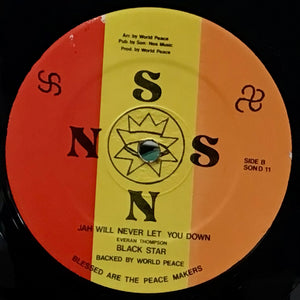 Arr by World Peace
Pub by Son: Nos Music
Prod. by World Peace
S
N S
N
SIDE B
SON D 11
JAH WILL NEVER LET YOU DOWN
EVERAN THOMPSON
BLACK STAR
BACKED BY WORLD PEACE
BLESSED ARE THE PEACE MAKERS